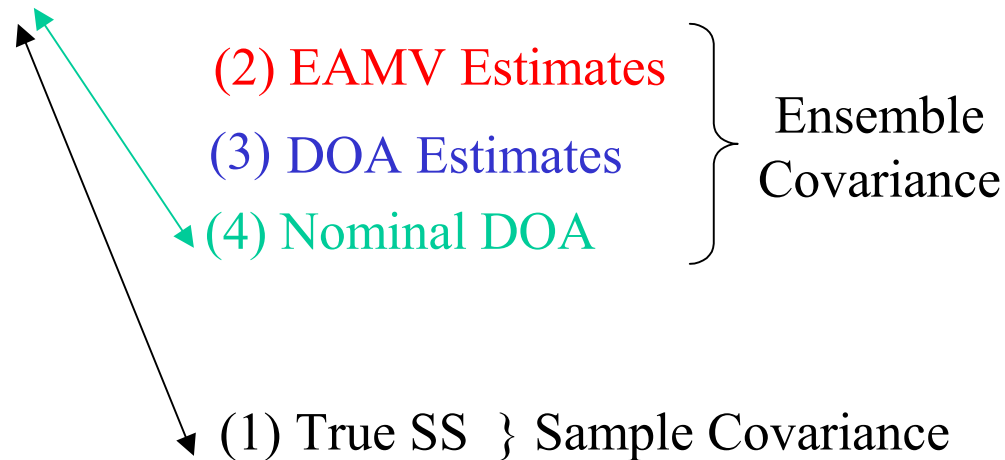 (2) EAMV Estimates
(3) DOA Estimates
(4) Nominal DOA
Ensemble
Covariance
(1) True SS } Sample Covariance